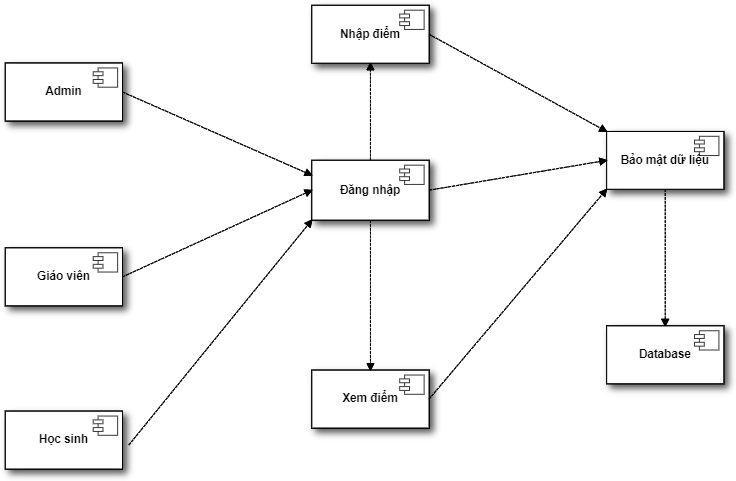 Nhập điểm
Admin
Bảo mật dữ liệu
Đăng nhập
Giáo viên
Database
Xem điểm
Học sinh